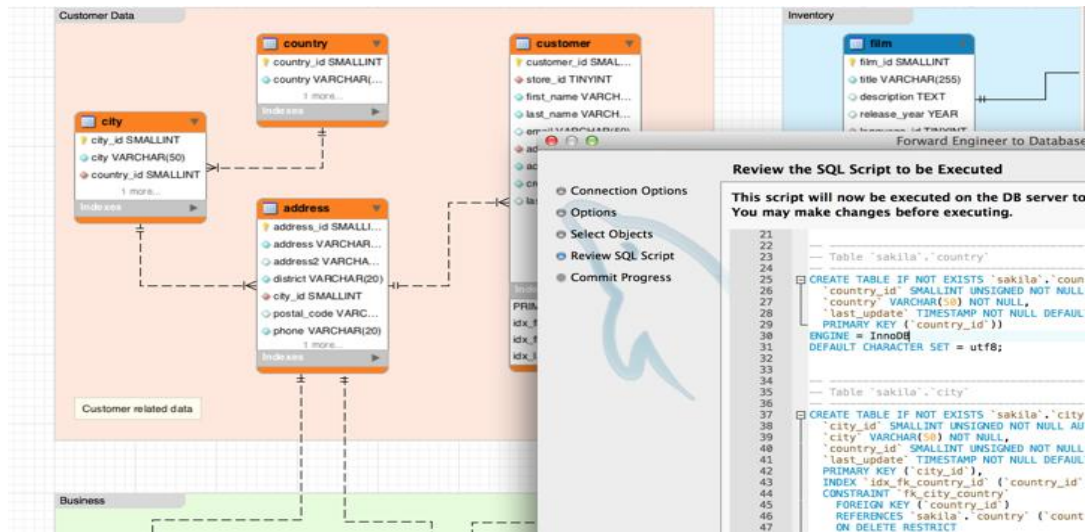 Customer Data
Inventory
country
country_id SMALLINT
country VARCHAR(...
1 more...
Indexes
customer
customer_id SMAL...
store_id TINYINT
first_name VARCH...
last_name VARCH...
email VARCHAR(50)
film
film_id SMALLINT
title VARCHAR(255)
description TEXT
release_year YEAR
language_id TINYINT
city
city_id SMALLINT
city VARCHAR(50)
country_id SMALLINT
1 more...
Indexes
address
address_id SMALLI...
address VARCHAR...
address2 VARCHA...
district VARCHAR(20)
city_id SMALLINT
postal_code VARC...
phone VARCHAR(20)
1 more...
Indexes
Customer related data
Business
Forward Engineer to Database
Connection Options
Options
Select Objects
Review SQL Script
Commit Progress
Review the SQL Script to be Executed
This script will now be executed on the DB server to
You may make changes before executing.
21
22
23 -- Table `sakila`.`country`
24
25 CREATE TABLE IF NOT EXISTS `sakila`.`coun
26 `country_id` SMALLINT UNSIGNED NOT NULL
27 `country` VARCHAR(50) NOT NULL,
28 `last_update` TIMESTAMP NOT NULL DEFAUL
29 PRIMARY KEY (`country_id`))
30 ENGINE = InnoDB
31 DEFAULT CHARACTER SET = utf8;
32
33
34
35 -- Table `sakila`.`city`
36
37 CREATE TABLE IF NOT EXISTS `sakila`.`city
38 `city_id` SMALLINT UNSIGNED NOT NULL AU
39 `city` VARCHAR(50) NOT NULL,
40 `country_id` SMALLINT UNSIGNED NOT NULL
41 `last_update` TIMESTAMP NOT NULL DEFAUL
42 PRIMARY KEY (`city_id`),
43 INDEX `idx_fk_country_id` (`country_id`
44 CONSTRAINT `fk_city_country`
45 FOREIGN KEY (`country_id`)
46 REFERENCES `sakila`.`country` (`count
47 ON DELETE RESTRICT